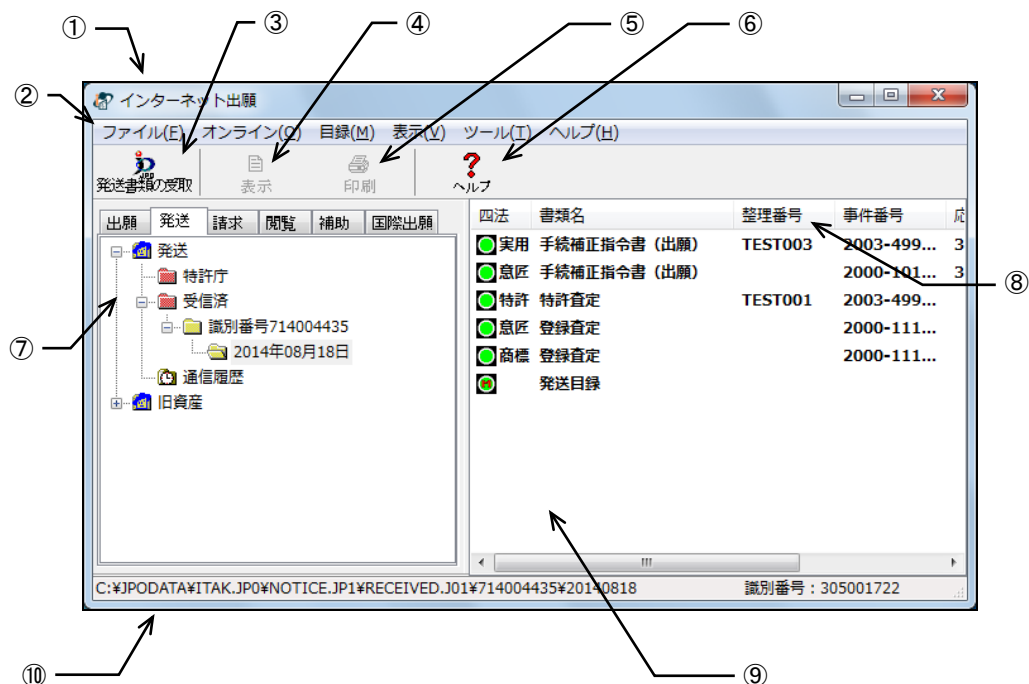 ① ③ ④ ⑤ ⑥
②
インターネット出願
ファイル(F) オンライン(O) 目録(M) 表示(V) ツール(T) ヘルプ(H)
発送書類の受取 表示 印刷 ヘルプ
出願 発送 請求 閲覧 補助 国際出願
発送
特許庁
受信済
識別番号714004435
2014年08月18日
通信履歴
旧資産
⑦
四法 書類名 整理番号 事件番号 応
実用 手続補正指令書（出願） TEST003 2003-499... 3
意匠 手続補正指令書（出願） 2000-101... 3
特許 特許査定 TEST001 2003-499...
意匠 登録査定 2000-111...
商標 登録査定 2000-111...
発送目録
⑧
C:¥JPODATA¥ITAK.JP0¥NOTICE.JP1¥RECEIVED.J01¥714004435¥20140818 識別番号：305001722
⑩ ⑨